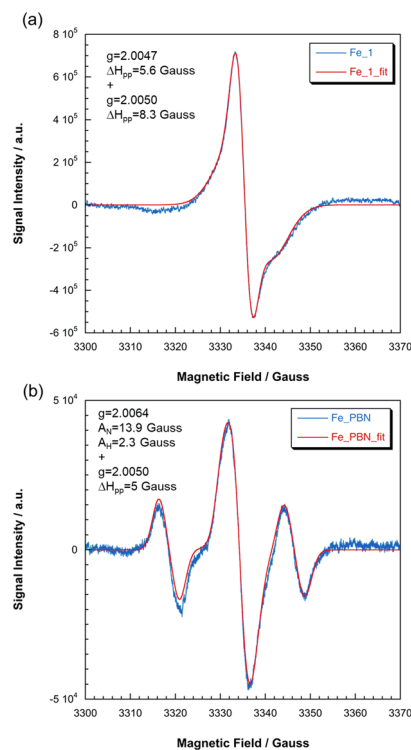 (a)
8 10⁵
6 10⁵
4 10⁵
2 10⁵
0
-2 10⁵
-4 10⁵
-6 10⁵
Signal Intensity / a.u.
g=2.0047
ΔHpp=5.6 Gauss
+
g=2.0050
ΔHpp=8.3 Gauss
Fe_1
Fe_1_fit
3300 3310 3320 3330 3340 3350 3360 3370
Magnetic Field / Gauss
(b)
5 10⁴
0
-5 10⁴
Signal Intensity / a.u.
g=2.0064
AN=13.9 Gauss
AH=2.3 Gauss
+
g=2.0050
ΔHpp=5 Gauss
Fe_PBN
Fe_PBN_fit
3300 3310 3320 3330 3340 3350 3360 3370
Magnetic Field / Gauss